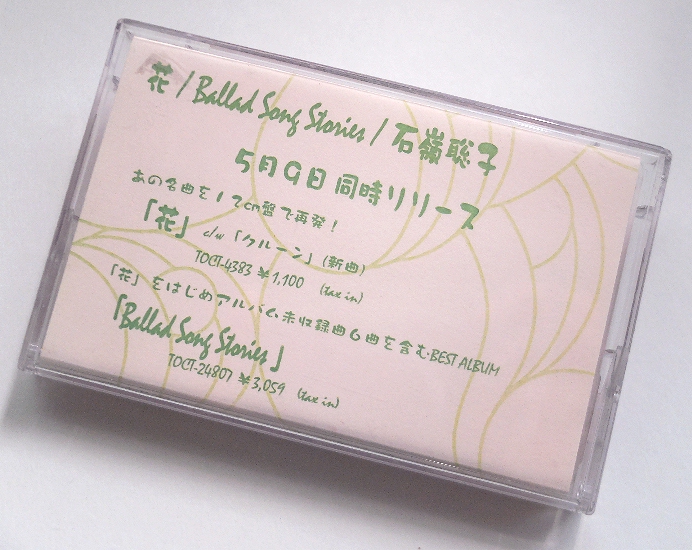 花 / Ballad Song Stories / 石嶺聡子
5月9日 同時リリース
あの名曲を12cm盤で再発!
「花」 c/w 「クルーン」(新曲)
TOCT-4383 ¥1,100 (tax in)
「花」をはじめアルバム未収録曲6曲を含むBEST ALBUM
「Ballad Song Stories」
TOCT-24807 ¥3,059 (tax in)